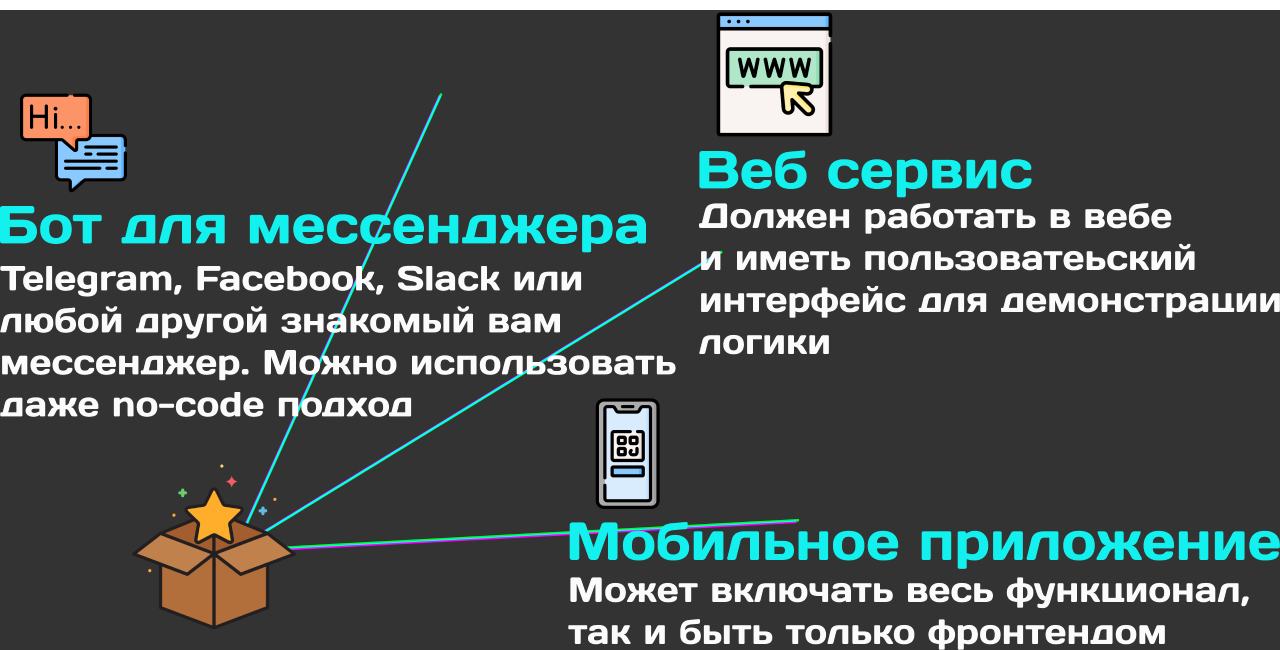 Hi...
Бот для мессенджера
Telegram, Facebook, Slack или
любой другой знакомый вам
мессенджер. Можно использовать
даже no-code подход
WWW
Веб сервис
Должен работать в вебе
и иметь пользоватеьский
интерфейс для демонстрации
логики
Мобильное приложение
Может включать весь функционал,
так и быть только фронтендом